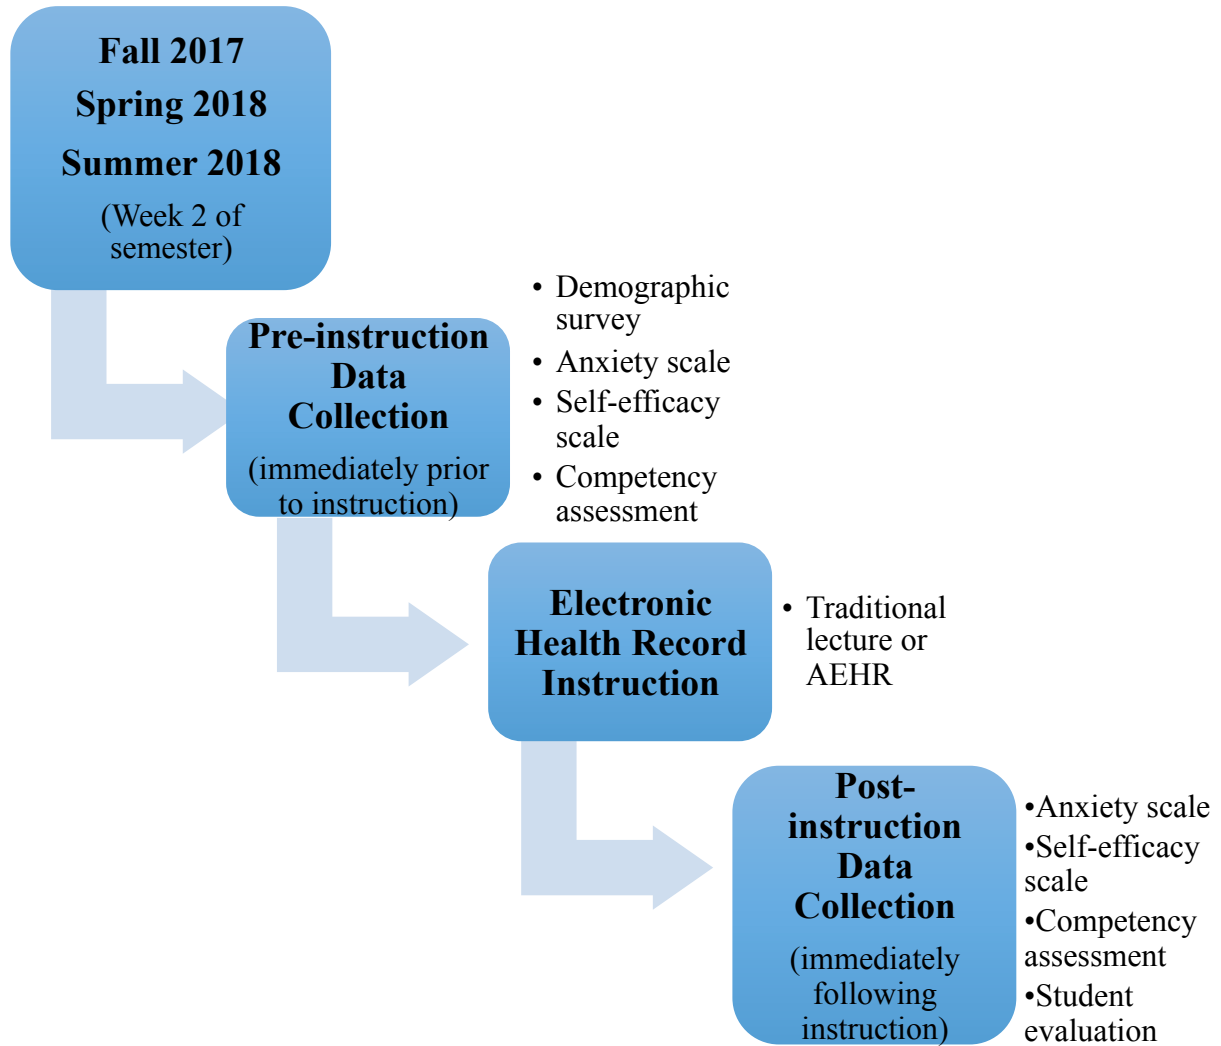 Fall 2017
Spring 2018
Summer 2018
(Week 2 of
semester)
Pre-instruction
Data
Collection
(immediately prior
to instruction)
• Demographic
survey
• Anxiety scale
• Self-efficacy
scale
• Competency
assessment
Electronic
Health Record
Instruction
• Traditional
lecture or
AEHR
Post-
instruction
Data
Collection
(immediately
following
instruction)
•Anxiety scale
•Self-efficacy
scale
•Competency
assessment
•Student
evaluation